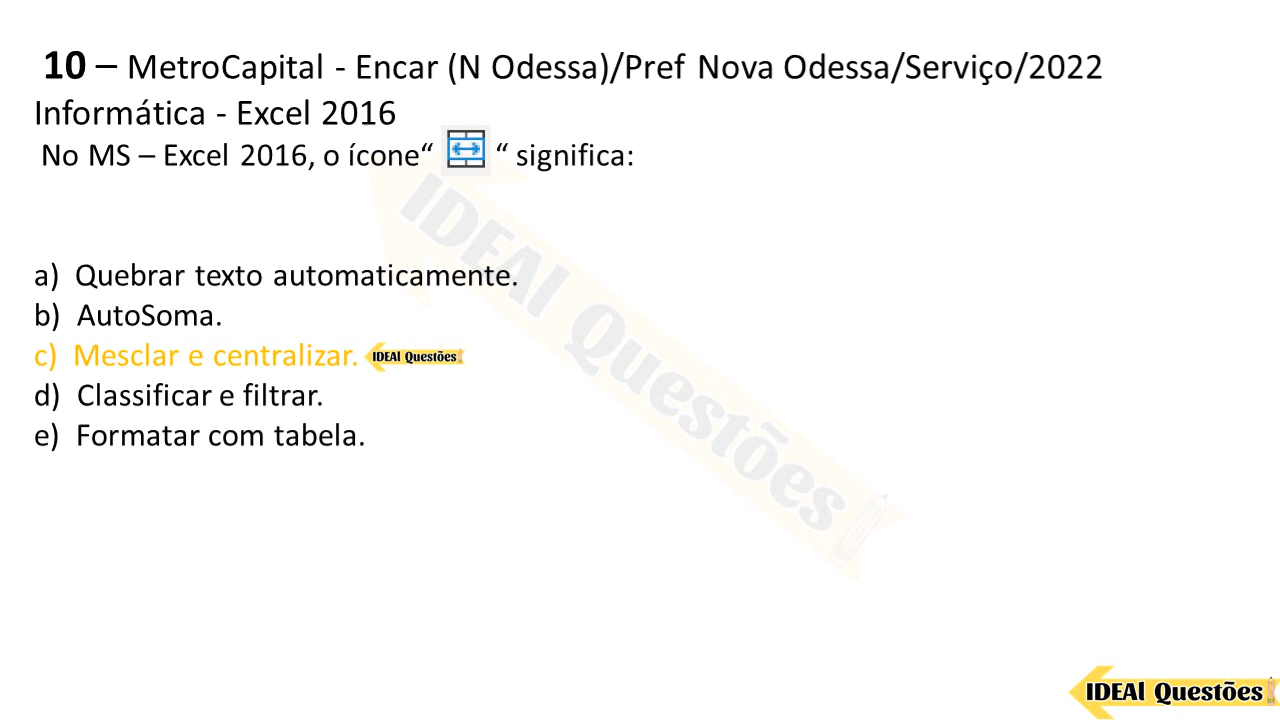 10 – MetroCapital - Encar (N Odessa)/Pref Nova Odessa/Serviço/2022
Informática - Excel 2016
No MS – Excel 2016, o ícone“ “ significa:
a) Quebrar texto automaticamente.
b) AutoSoma.
c) Mesclar e centralizar. IDEAl Questões
d) Classificar e filtrar.
e) Formatar com tabela.
IDEAl Questões
IDEAl Questões